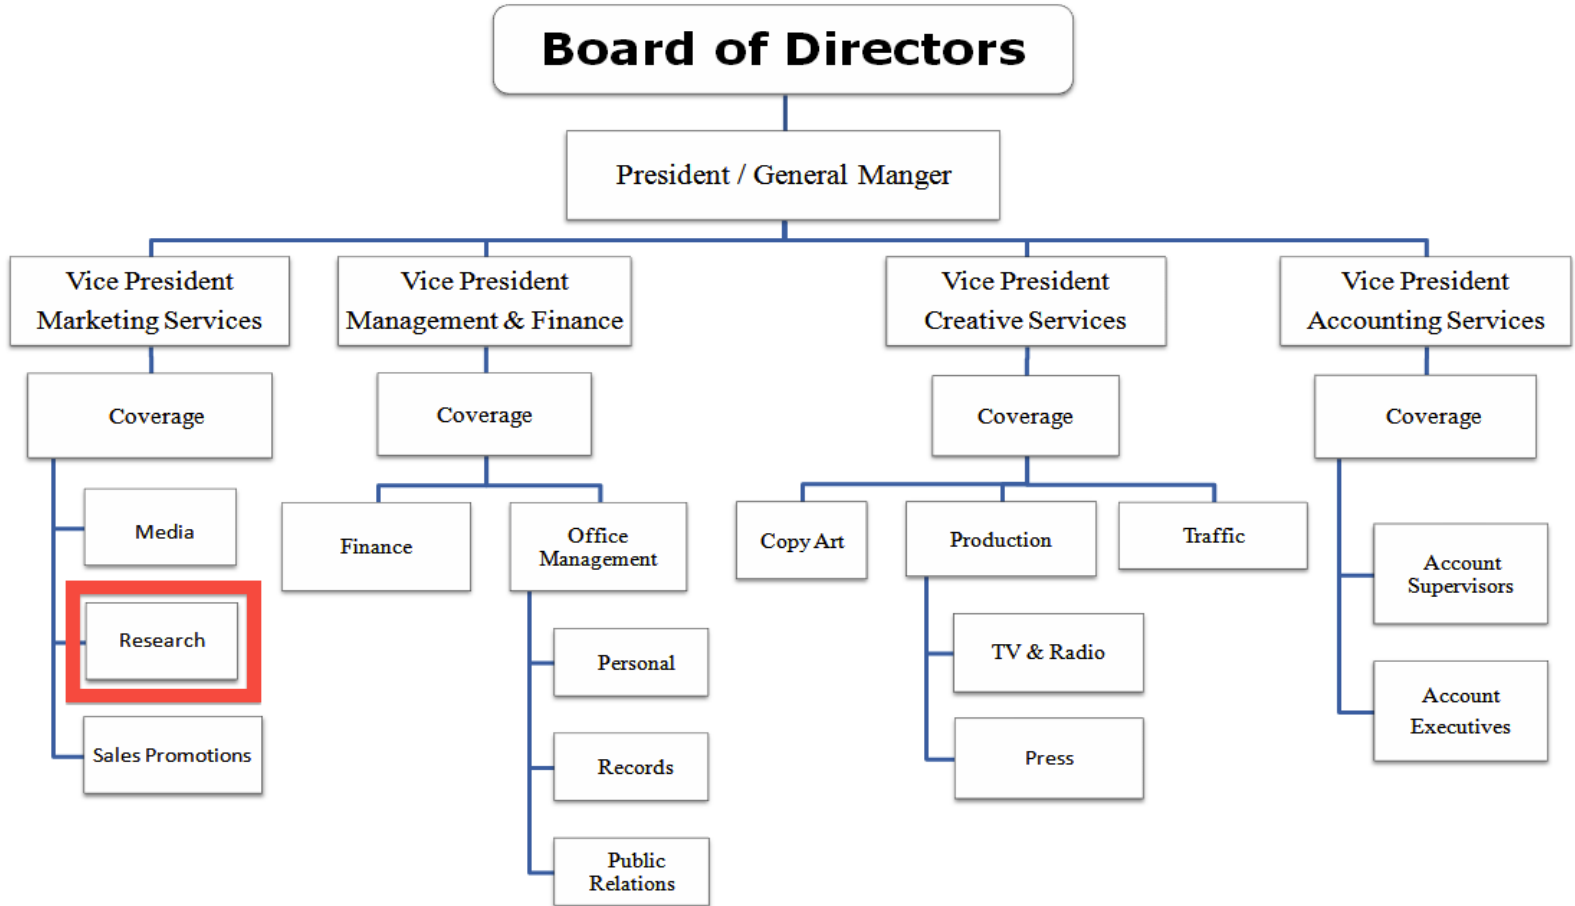 Board of Directors
President / General Manger
Vice President
Marketing Services
Vice President
Management & Finance
Vice President
Creative Services
Vice President
Accounting Services
Coverage
Coverage
Coverage
Coverage
Media
Research
Sales Promotions
Finance
Office
Management
Personal
Records
Public
Relations
Copy Art
Production
Traffic
TV & Radio
Press
Account
Supervisors
Account
Executives